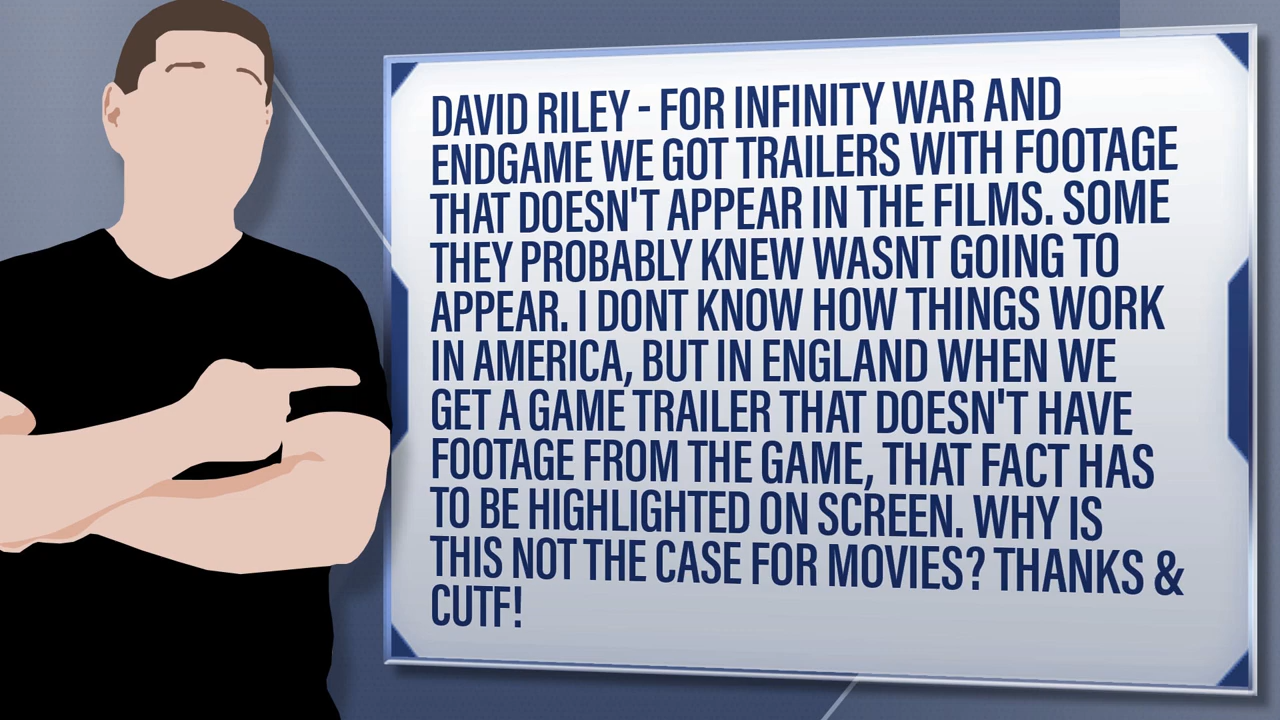 DAVID RILEY - FOR INFINITY WAR AND
ENDGAME WE GOT TRAILERS WITH FOOTAGE
THAT DOESN'T APPEAR IN THE FILMS. SOME
THEY PROBABLY KNEW WASNT GOING TO
APPEAR. I DONT KNOW HOW THINGS WORK
IN AMERICA, BUT IN ENGLAND WHEN WE
GET A GAME TRAILER THAT DOESN'T HAVE
FOOTAGE FROM THE GAME, THAT FACT HAS
TO BE HIGHLIGHTED ON SCREEN. WHY IS
THIS NOT THE CASE FOR MOVIES? THANKS &
CUTF!